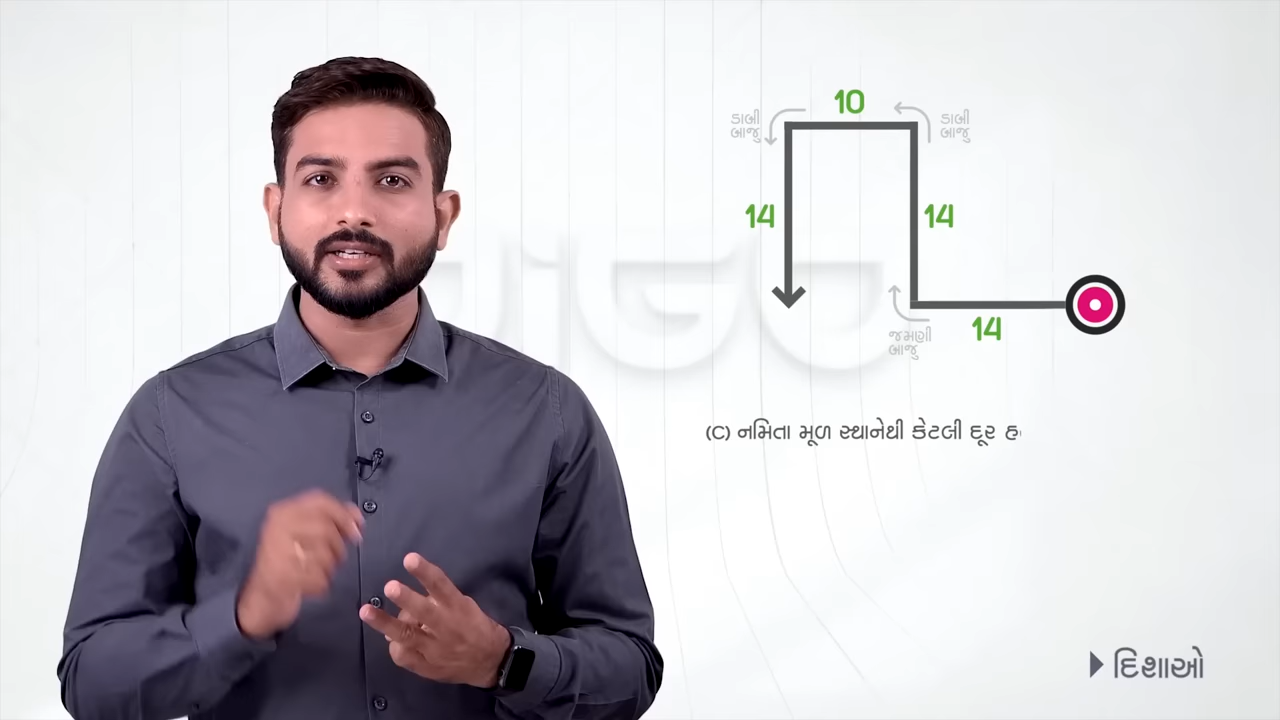 10
ડાબી
બાજુ
ડાબી
બાજુ
14
14
14
જમણી
બાજુ
(C) નમિતા મૂળ સ્થાનેથી કેટલી દૂર
દિશાઓ